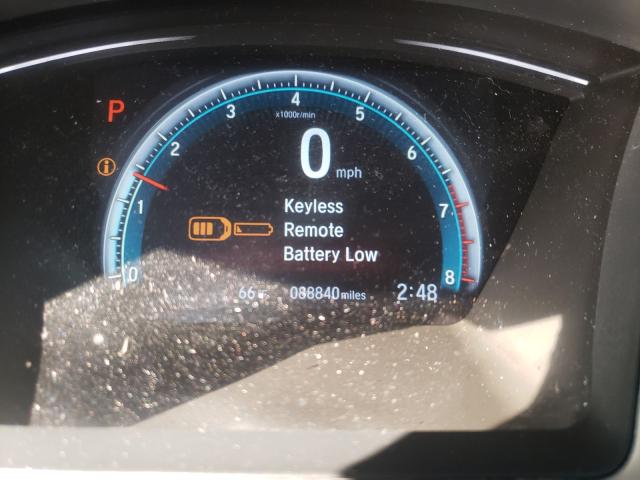 P
4
3
5
x1000r/min
2
0 mph
6
i
1
Keyless
7
Remote
Battery Low
0
8
66°F 088840 miles 2:48